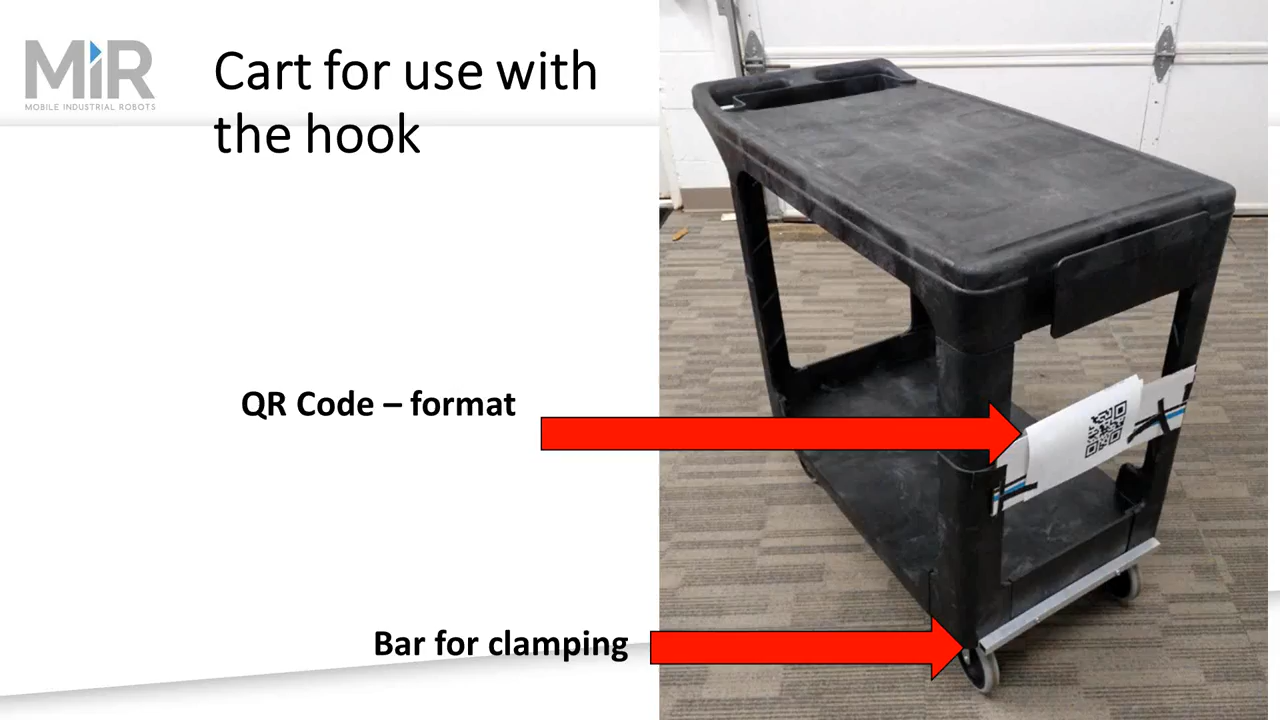 MiR
MOBILE INDUSTRIAL ROBOTS
Cart for use with
the hook
QR Code – format
Bar for clamping